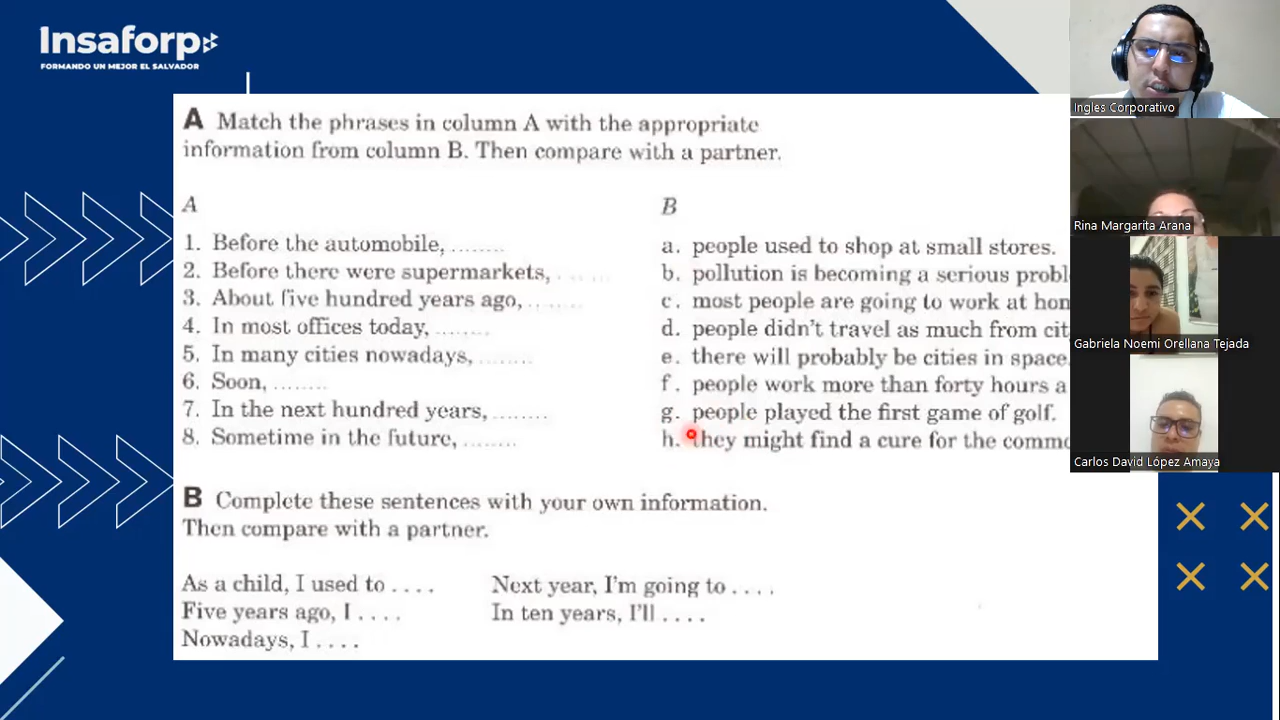 Insaforp
FORMANDO UN MEJOR EL SALVADOR
A Match the phrases in column A with the appropriate
information from column B. Then compare with a partner.
A
1. Before the automobile, ........
2. Before there were supermarkets, ........
3. About five hundred years ago, ........
4. In most offices today, ........
5. In many cities nowadays, ........
6. Soon, ........
7. In the next hundred years, ........
8. Sometime in the future, ........
B
a. people used to shop at small stores.
b. pollution is becoming a serious
c. most people are going to work at
d. people didn't travel as much from
e. there will probably be cities in space.
f. people work more than forty hours a
g. people played the first game of golf.
h. they might find a cure for the
B Complete these sentences with your own information.
Then compare with a partner.
As a child, I used to ....
Five years ago, I ....
Nowadays, I ....
Next year, I'm going to ....
In ten years, I'll ....
Ingles Corporativo
Rina Margarita Arana
Gabriela Noemi Orellana Tejada
Carlos David López Amaya